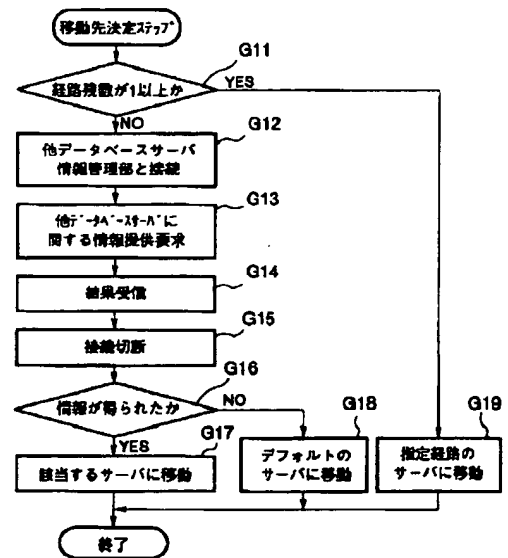 移動先決定ステップ
G11
経路残数が1以上か
YES
NO
G12
他データベースサーバ
情報管理部と接続
G13
他データベースサーバに
関する情報提供要求
G14
結果受信
G15
接続切断
G16
情報が得られたか
NO
YES
G17
該当するサーバに移動
G18
デフォルトの
サーバに移動
G19
指定経路の
サーバに移動
終了